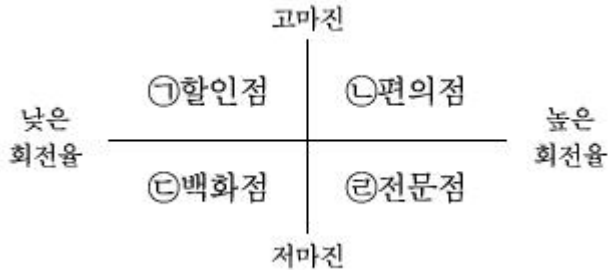 고마진
㉠할인점 ㉡편의점
낮은 회전율
높은 회전율
㉢백화점 ㉣전문점
저마진